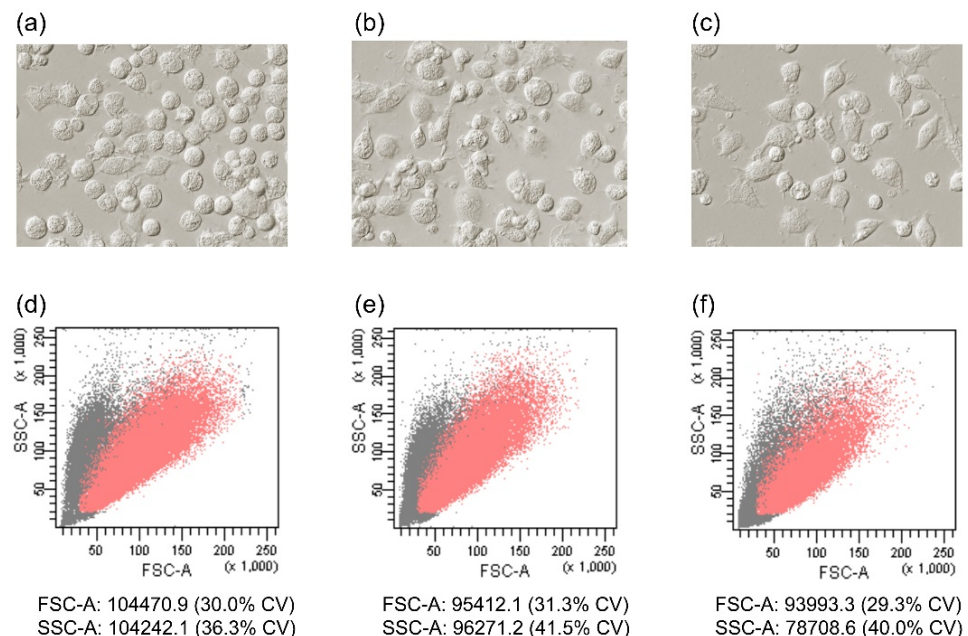 (a)
(b)
(c)
(d)
(e)
(f)
SSC-A
(x 1,000)
50 100 150 200 250
50 100 150 200 250
FSC-A
(x 1,000)
SSC-A
(x 1,000)
50 100 150 200 250
50 100 150 200 250
FSC-A
(x 1,000)
SSC-A
(x 1,000)
50 100 150 200 250
50 100 150 200 250
FSC-A
(x 1,000)
FSC-A: 104470.9 (30.0% CV)
SSC-A: 104242.1 (36.3% CV)
FSC-A: 95412.1 (31.3% CV)
SSC-A: 96271.2 (41.5% CV)
FSC-A: 93993.3 (29.3% CV)
SSC-A: 78708.6 (40.0% CV)